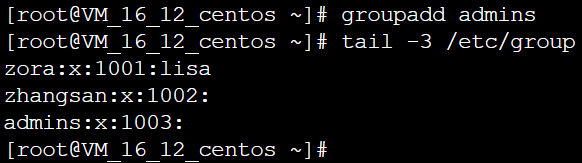 [root@VM_16_12_centos ~]# groupadd admins
[root@VM_16_12_centos ~]# tail -3 /etc/group
zora:x:1001:lisa
zhangsan:x:1002:
admins:x:1003:
[root@VM_16_12_centos ~]#